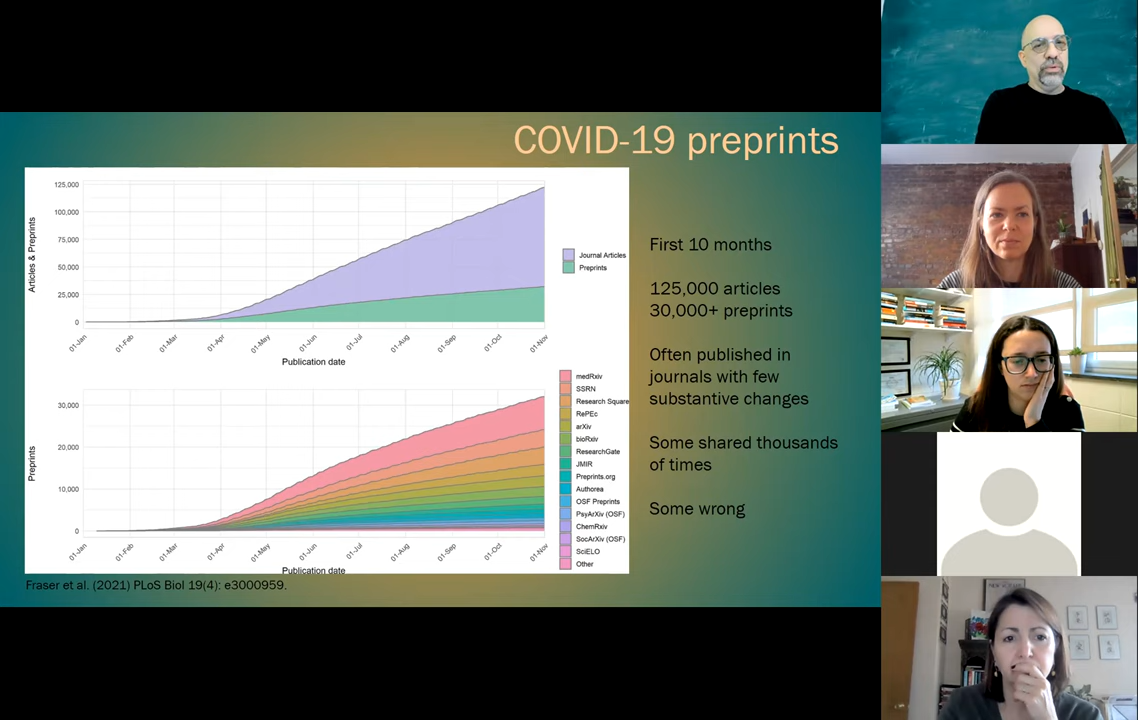 COVID-19 preprints
125,000
100,000
75,000
50,000
25,000
0
Articles & Preprints
01-Jan
01-Feb
01-Mar
01-Apr
01-May
01-Jun
01-Jul
01-Aug
01-Sep
01-Oct
01-Nov
Publication date
Journal Articles
Preprints
30,000
20,000
10,000
0
Preprints
01-Jan
01-Feb
01-Mar
01-Apr
01-May
01-Jun
01-Jul
01-Aug
01-Sep
01-Oct
01-Nov
Publication date
medRxiv
SSRN
Research Square
RePEc
arXiv
bioRxiv
ResearchGate
JMIR
Preprints.org
Authorea
OSF Preprints
PsyArXiv (OSF)
ChemRxiv
SocArXiv (OSF)
SciELO
Other
First 10 months
125,000 articles
30,000+ preprints
Often published in
journals with few
substantive changes
Some shared thousands
of times
Some wrong
Fraser et al. (2021) PLoS Biol 19(4): e3000959.